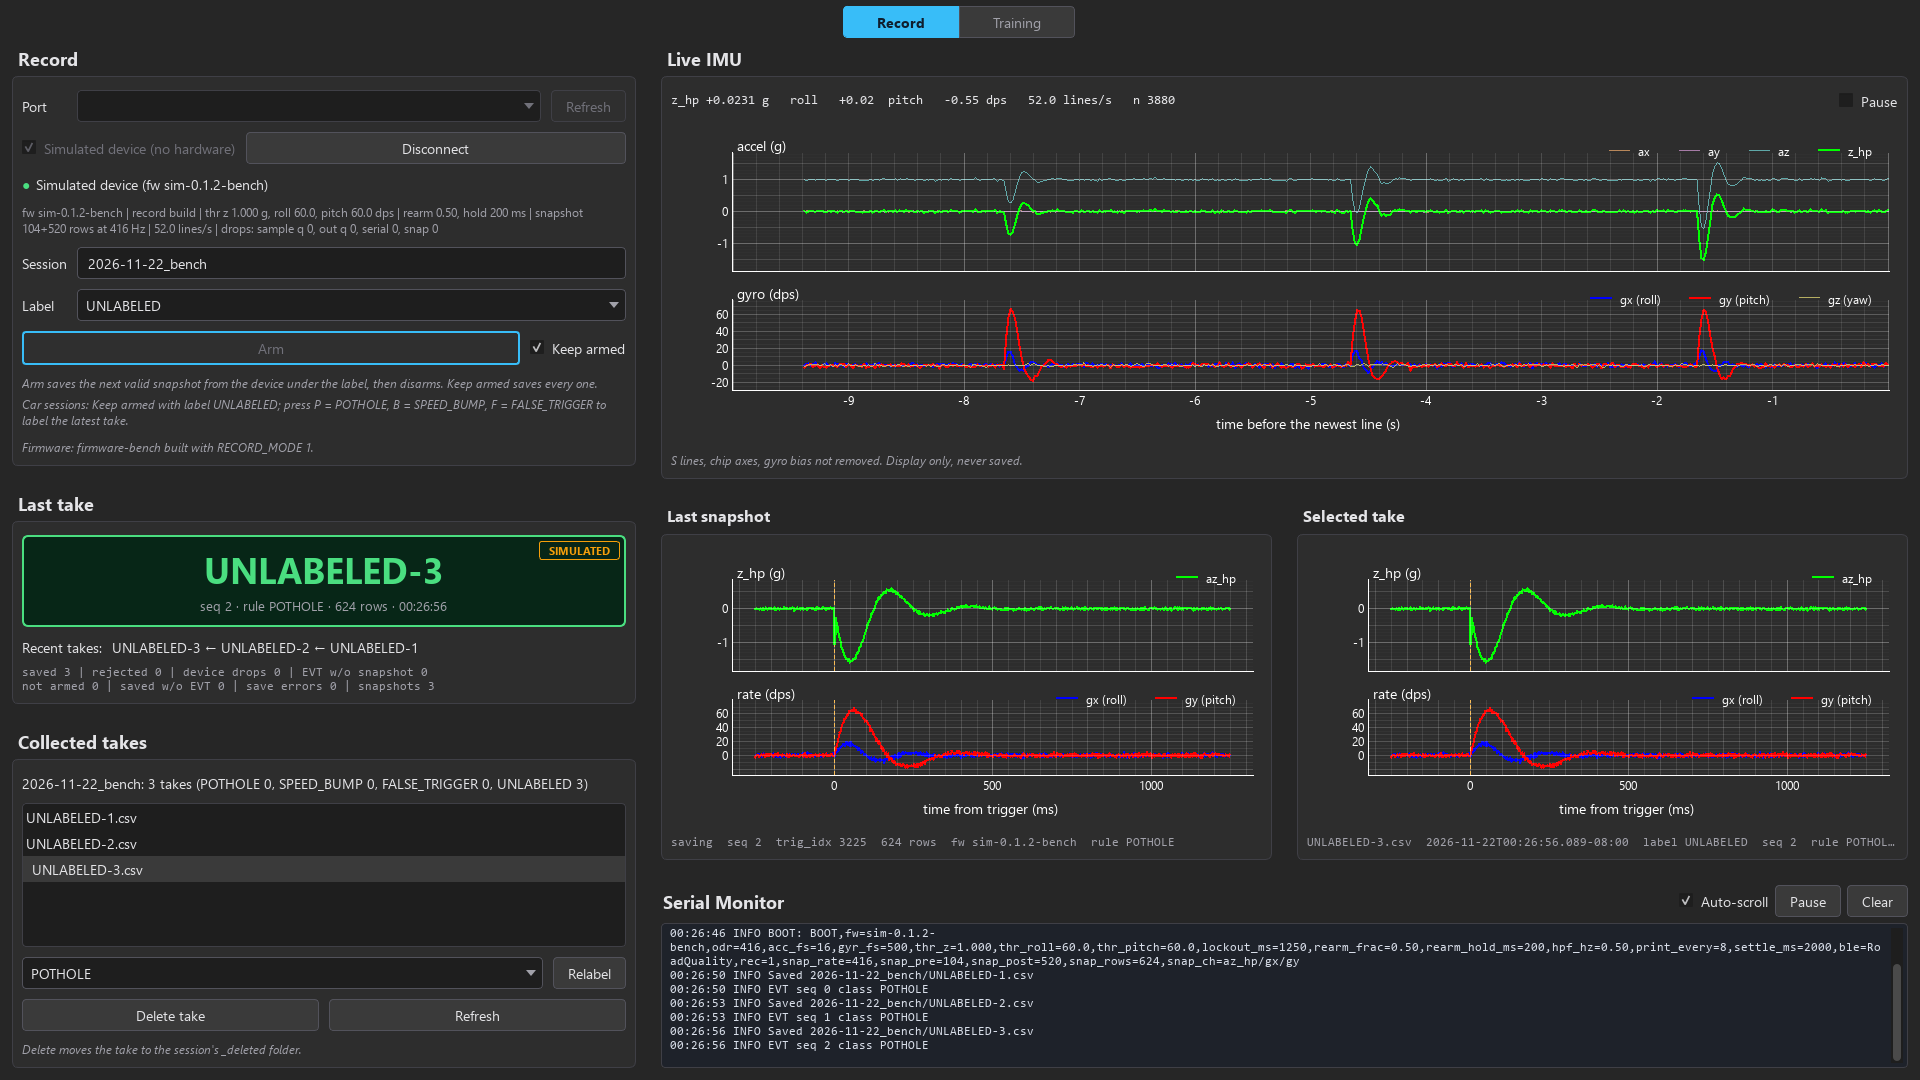 Record
Training
Record
Port
Refresh
Simulated device (no hardware)
Disconnect
Simulated device (fw sim-0.1.2-bench)
fw sim-0.1.2-bench | record build | thr z 1.000 g, roll 60.0, pitch 60.0 dps | rearm 0.50, hold 200 ms | snapshot
104+520 rows at 416 Hz | 52.0 lines/s | drops: sample q 0, out q 0, serial 0, snap 0
Session
2026-11-22_bench
Label
UNLABELED
Arm
Keep armed
Arm saves the next valid snapshot from the device under the label, then disarms. Keep armed saves every one.
Car sessions: Keep armed with label UNLABELED; press P = POTHOLE, B = SPEED_BUMP, F = FALSE_TRIGGER to
label the latest take.
Firmware: firmware-bench built with RECORD_MODE 1.
Last take
SIMULATED
UNLABELED-3
seq 2 · rule POTHOLE · 624 rows · 00:26:56
Recent takes: UNLABELED-3 ← UNLABELED-2 ← UNLABELED-1
saved 3 | rejected 0 | device drops 0 | EVT w/o snapshot 0
not armed 0 | saved w/o EVT 0 | save errors 0 | snapshots 3
Collected takes
2026-11-22_bench: 3 takes (POTHOLE 0, SPEED_BUMP 0, FALSE_TRIGGER 0, UNLABELED 3)
UNLABELED-1.csv
UNLABELED-2.csv
UNLABELED-3.csv
POTHOLE
Relabel
Delete take
Refresh
Delete moves the take to the session's _deleted folder.
Live IMU
z_hp +0.0231 g roll +0.02 pitch -0.55 dps 52.0 lines/s n 3880
Pause
accel (g)
ax ay az z_hp
1
0
-1
gyro (dps)
gx (roll) gy (pitch) gz (yaw)
60
40
20
0
-20
-9 -8 -7 -6 -5 -4 -3 -2 -1
time before the newest line (s)
S lines, chip axes, gyro bias not removed. Display only, never saved.
Last snapshot
z_hp (g)
az_hp
0
-1
rate (dps)
gx (roll) gy (pitch)
60
40
20
0
0 500 1000
time from trigger (ms)
saving seq 2 trig_idx 3225 624 rows fw sim-0.1.2-bench rule POTHOLE
Selected take
z_hp (g)
az_hp
0
-1
rate (dps)
gx (roll) gy (pitch)
60
40
20
0
0 500 1000
time from trigger (ms)
UNLABELED-3.csv 2026-11-22T00:26:56.089-08:00 label UNLABELED seq 2 rule POTHOL…
Serial Monitor
Auto-scroll
Pause
Clear
00:26:46 INFO BOOT: BOOT,fw=sim-0.1.2-
bench,odr=416,acc_fs=16,gyr_fs=500,thr_z=1.000,thr_roll=60.0,thr_pitch=60.0,lockout_ms=1250,rearm_frac=0.50,rearm_hold_ms=200,hpf_hz=0.50,print_every=8,settle_ms=2000,ble=Ro
adQuality,rec=1,snap_rate=416,snap_pre=104,snap_post=520,snap_rows=624,snap_ch=az_hp/gx/gy
00:26:50 INFO Saved 2026-11-22_bench/UNLABELED-1.csv
00:26:50 INFO EVT seq 0 class POTHOLE
00:26:53 INFO Saved 2026-11-22_bench/UNLABELED-2.csv
00:26:53 INFO EVT seq 1 class POTHOLE
00:26:56 INFO Saved 2026-11-22_bench/UNLABELED-3.csv
00:26:56 INFO EVT seq 2 class POTHOLE